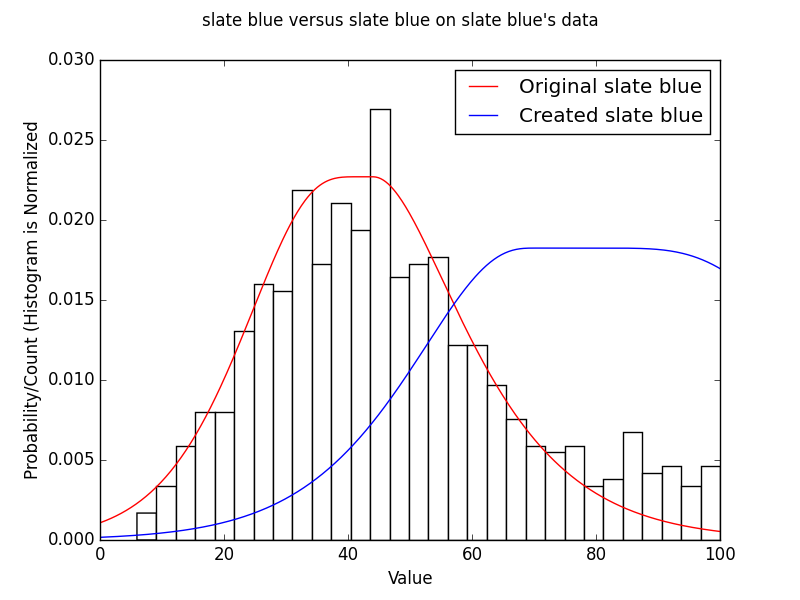 slate blue versus slate blue on slate blue's data
Original slate blue
Created slate blue
Probability/Count (Histogram is Normalized
0.030
0.025
0.020
0.015
0.010
0.005
0.000
0 20 40 60 80 100
Value